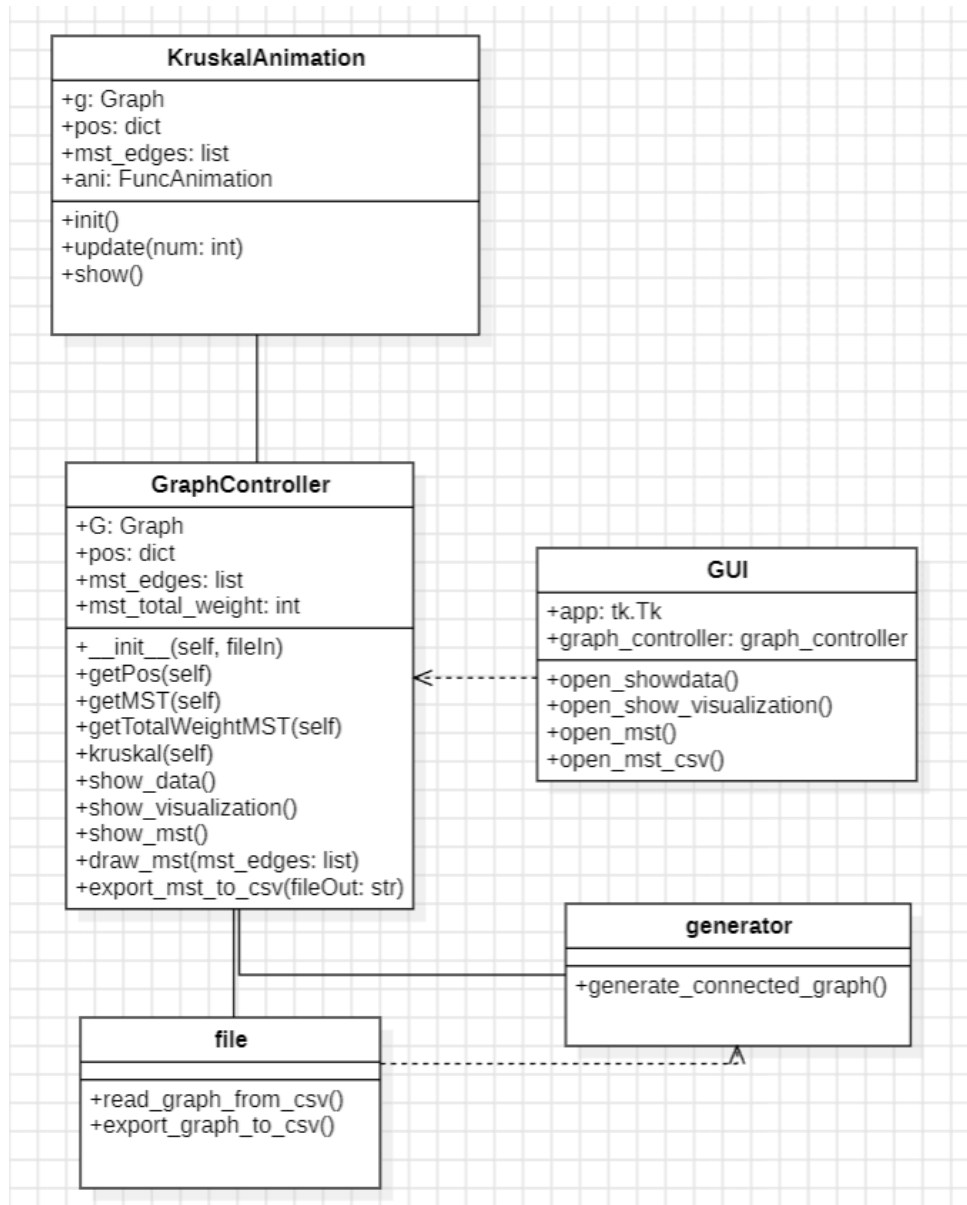 KruskalAnimation
+g: Graph
+pos: dict
+mst_edges: list
+ani: FuncAnimation
+init()
+update(num: int)
+show()
GraphController
+G: Graph
+pos: dict
+mst_edges: list
+mst_total_weight: int
+__init__(self, fileIn)
+getPos(self)
+getMST(self)
+getTotalWeightMST(self)
+kruskal(self)
+show_data()
+show_visualization()
+show_mst()
+draw_mst(mst_edges: list)
+export_mst_to_csv(fileOut: str)
GUI
+app: tk.Tk
+graph_controller: graph_controller
+open_showdata()
+open_show_visualization()
+open_mst()
+open_mst_csv()
generator
+generate_connected_graph()
file
+read_graph_from_csv()
+export_graph_to_csv()